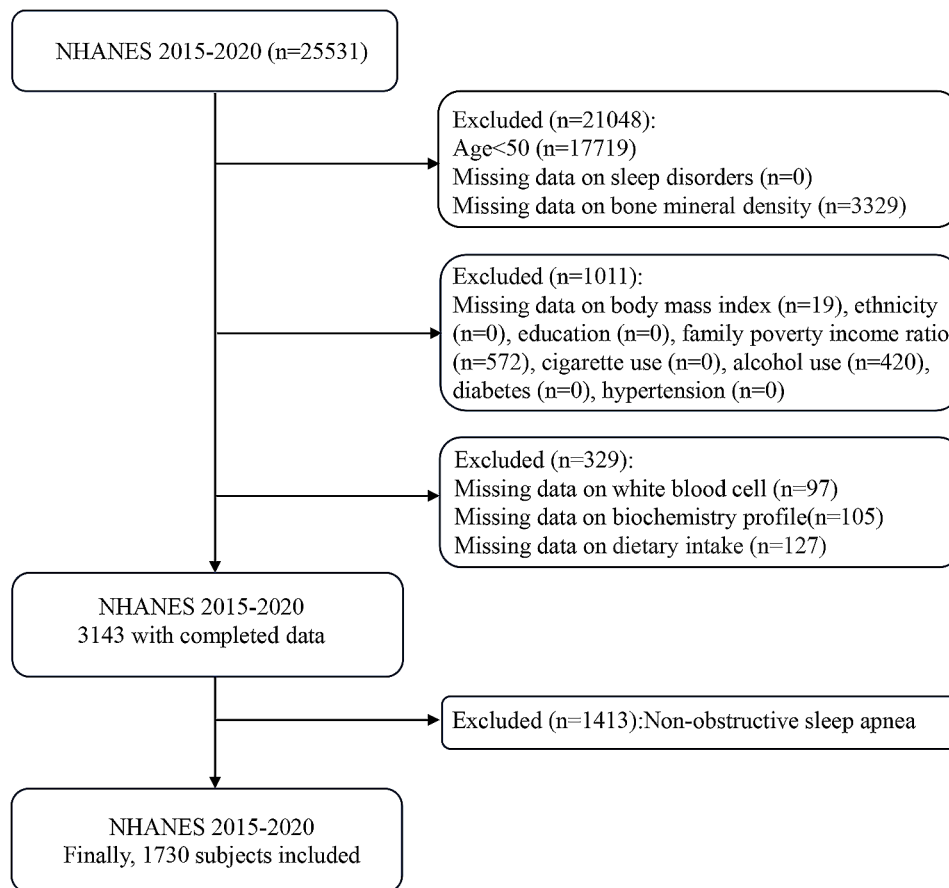 NHANES 2015-2020 (n=25531)
Excluded (n=21048):
Age<50 (n=17719)
Missing data on sleep disorders (n=0)
Missing data on bone mineral density (n=3329)
Excluded (n=1011):
Missing data on body mass index (n=19), ethnicity
(n=0), education (n=0), family poverty income ratio
(n=572), cigarette use (n=0), alcohol use (n=420),
diabetes (n=0), hypertension (n=0)
Excluded (n=329):
Missing data on white blood cell (n=97)
Missing data on biochemistry profile(n=105)
Missing data on dietary intake (n=127)
NHANES 2015-2020
3143 with completed data
Excluded (n=1413):Non-obstructive sleep apnea
NHANES 2015-2020
Finally, 1730 subjects included